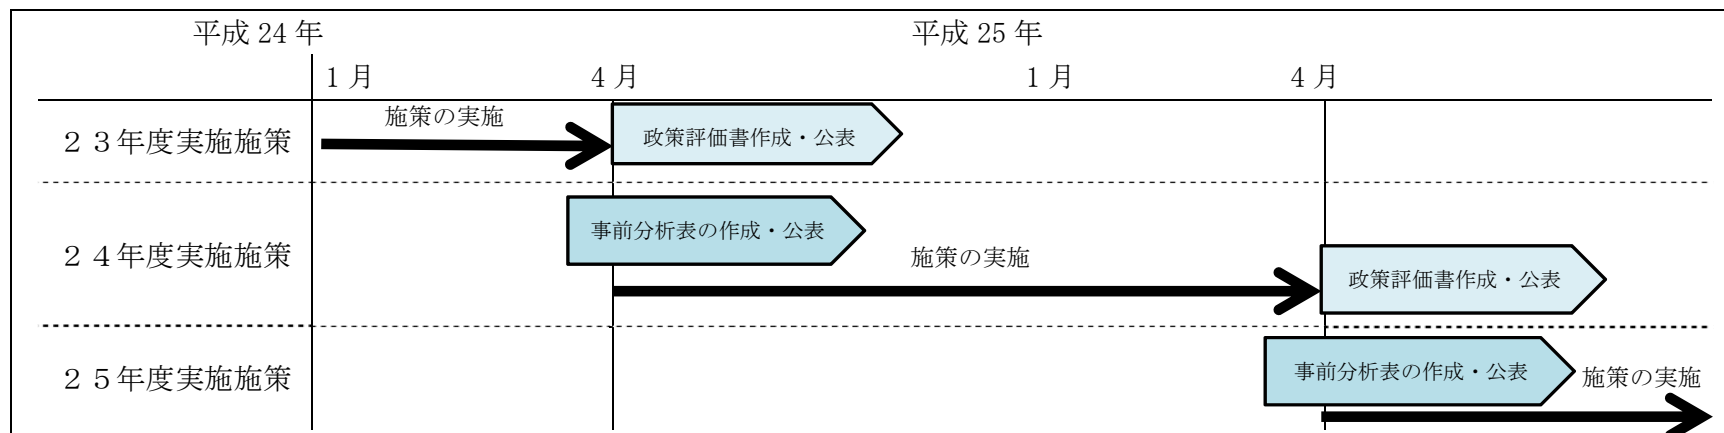 平成 24 年
平成 25 年
1 月
4 月
1 月
4 月
２３年度実施施策
施策の実施
政策評価書作成・公表
２４年度実施施策
事前分析表の作成・公表
施策の実施
政策評価書作成・公表
２５年度実施施策
事前分析表の作成・公表
施策の実施